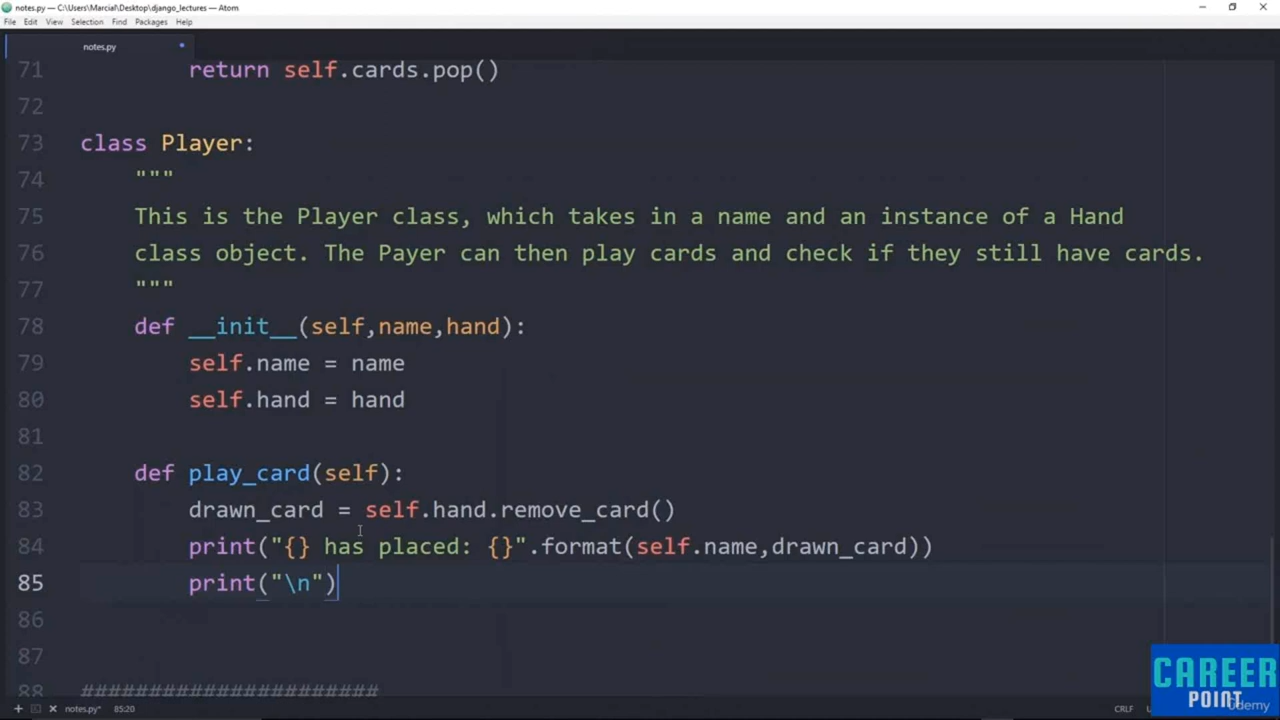 notes.py — C:\Users\Marcial\Desktop\django_lectures — Atom
File Edit View Selection Find Packages Help
notes.py
71 return self.cards.pop()
72
73 class Player:
74 """
75 This is the Player class, which takes in a name and an instance of a Hand
76 class object. The Payer can then play cards and check if they still have cards.
77 """
78 def __init__(self,name,hand):
79 self.name = name
80 self.hand = hand
81
82 def play_card(self):
83 drawn_card = self.hand.remove_card()
84 print("{} has placed: {}".format(self.name,drawn_card))
85 print("\n")
86
87
88 ######################
CAREER
POINT
Udemy
notes.py* 85:20 CRLF